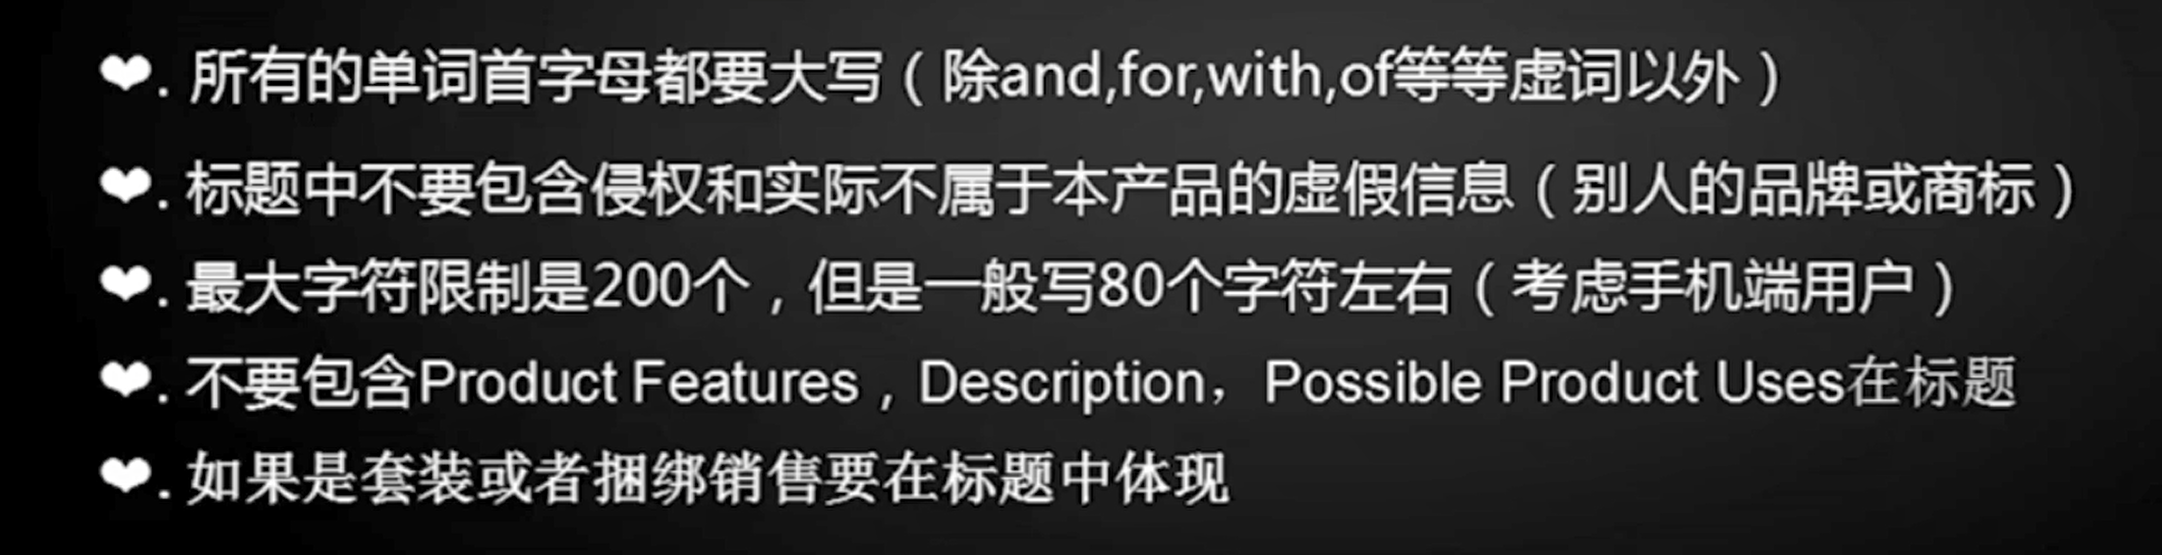 ❤. 所有的单词首字母都要大写（除and,for,with,of等等虚词以外）
❤. 标题中不要包含侵权和实际不属于本产品的虚假信息（别人的品牌或商标）
❤. 最大字符限制是200个，但是一般写80个字符左右（考虑手机端用户）
❤. 不要包含Product Features，Description，Possible Product Uses在标题
❤. 如果是套装或者捆绑销售要在标题中体现